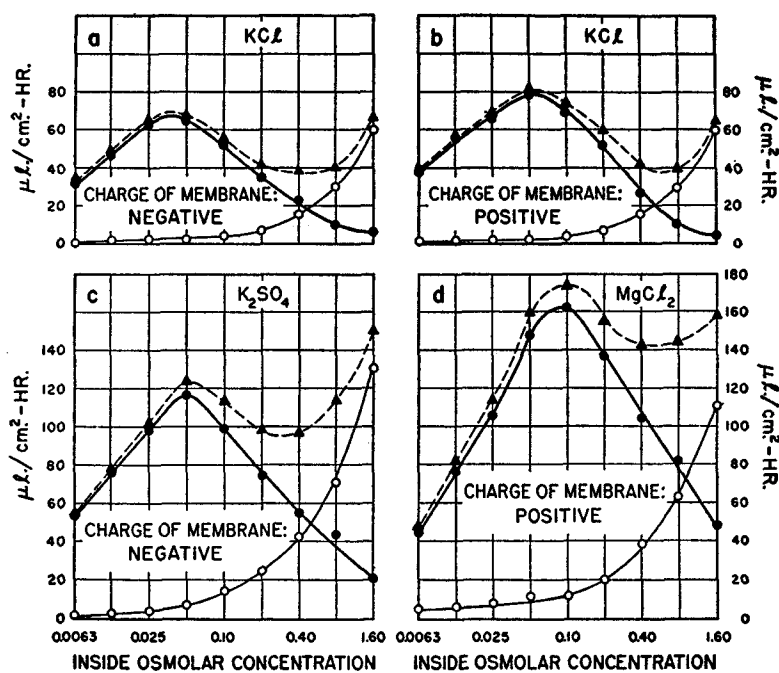 a KCl
b KCl
μl./cm²-HR.
80
60
40
20
0
CHARGE OF MEMBRANE:
NEGATIVE
CHARGE OF MEMBRANE:
POSITIVE
80
60
40
20
0
μl./cm²-HR.
c K₂SO₄
d MgCl₂
μl./cm²-HR.
140
120
100
80
60
40
20
0
CHARGE OF MEMBRANE:
NEGATIVE
CHARGE OF MEMBRANE:
POSITIVE
180
160
140
120
100
80
60
40
20
0
μl./cm²-HR.
0.0063 0.025 0.10 0.40 1.60
0.0063 0.025 0.10 0.40 1.60
INSIDE OSMOLAR CONCENTRATION
INSIDE OSMOLAR CONCENTRATION